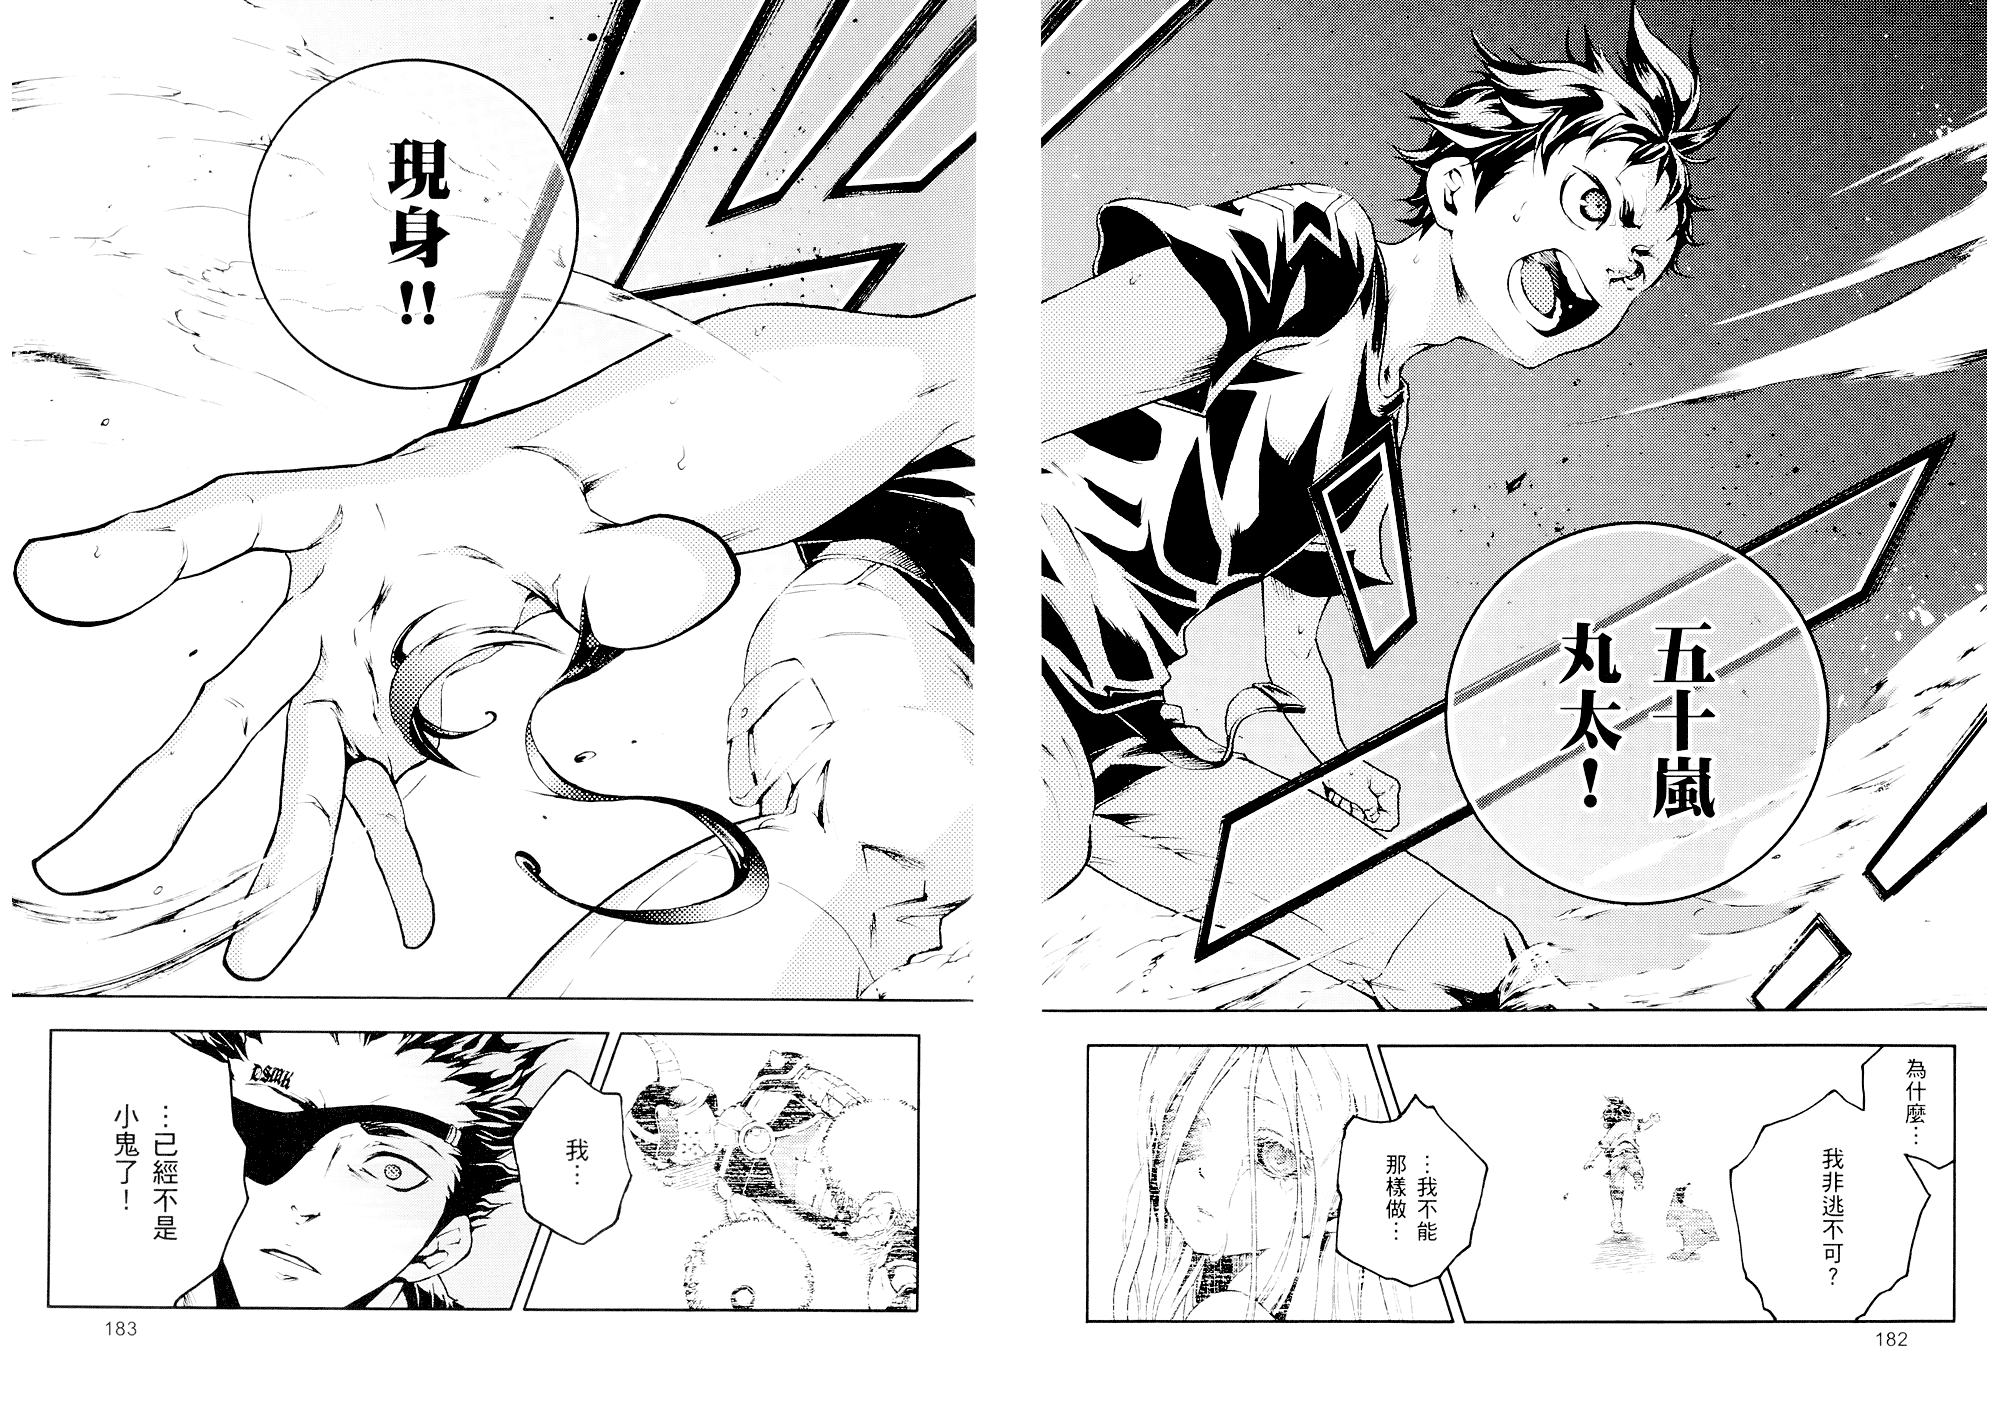 五十嵐
丸太！
為什麼…
我非逃不可？
…我不能
那樣做…
182
現身!!
我…
…已經不是
小鬼了！
183